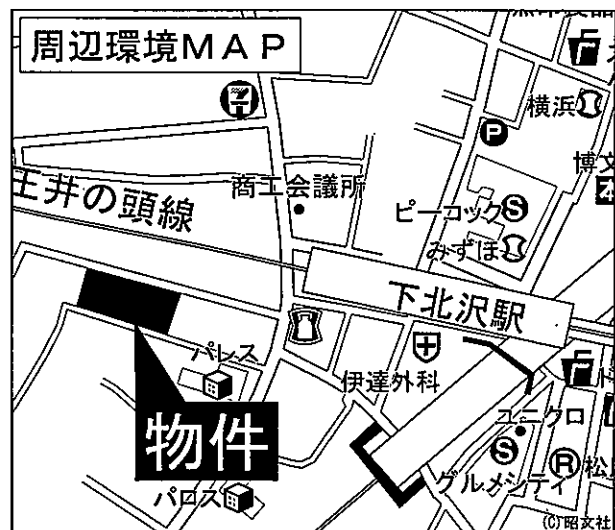 周辺環境MAP
横浜
P
博文
商工会議所
王井の頭線
ピーコックS
みずほ
下北沢駅
パレス
伊達外科
ユニクロ
物件
S
グルメシティ
R
松
パロス
(C)昭文社